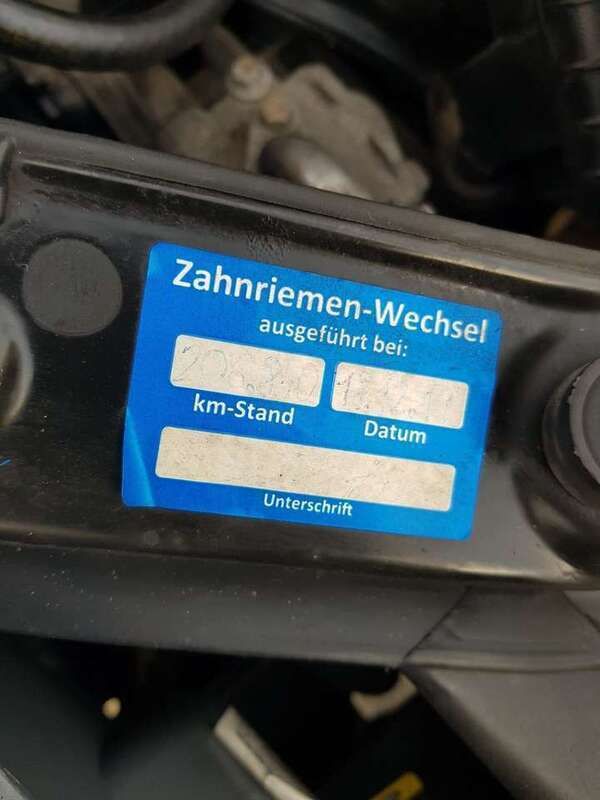 Zahnriemen-Wechsel
ausgeführt bei:
km-Stand
Datum
Unterschrift